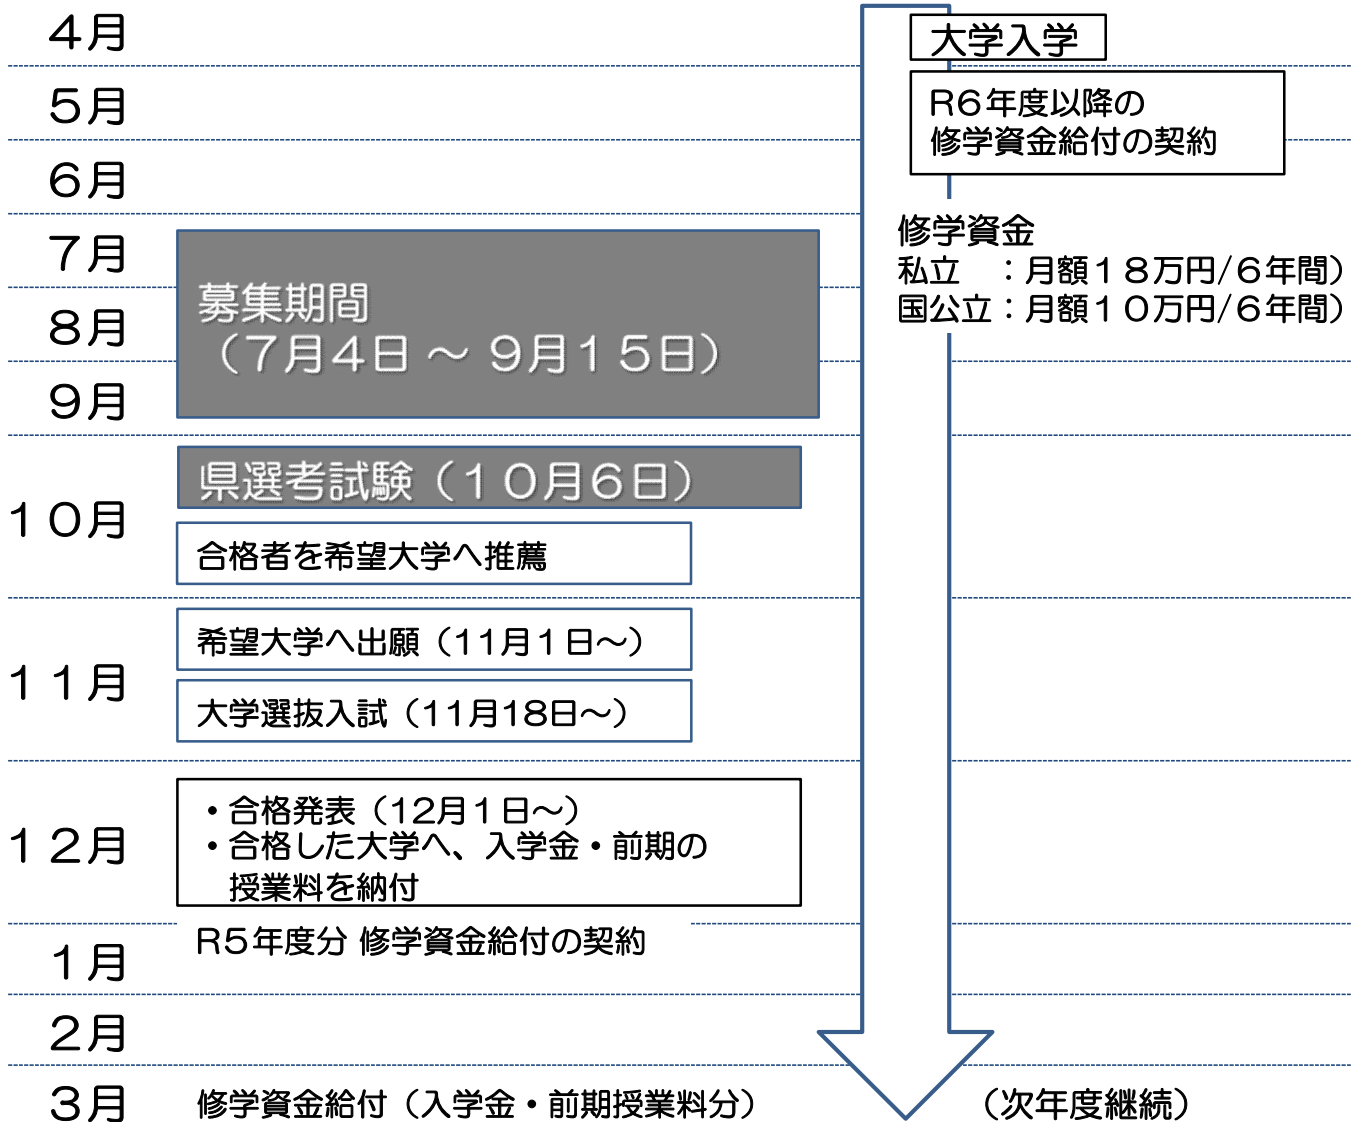 ４月
大学入学
５月
R６年度以降の
修学資金給付の契約
６月
修学資金
私立　：月額１８万円/６年間）
国公立：月額１０万円/６年間）
７月
８月
９月
募集期間
（７月４日 ～ ９月１５日）
１０月
県選考試験（１０月６日）
合格者を希望大学へ推薦
１１月
希望大学へ出願（11月１日～）
大学選抜入試（11月18日～）
１２月
・合格発表（12月１日～）
・合格した大学へ、入学金・前期の
授業料を納付
１月
R５年度分 修学資金給付の契約
２月
３月
修学資金給付（入学金・前期授業料分）
（次年度継続）